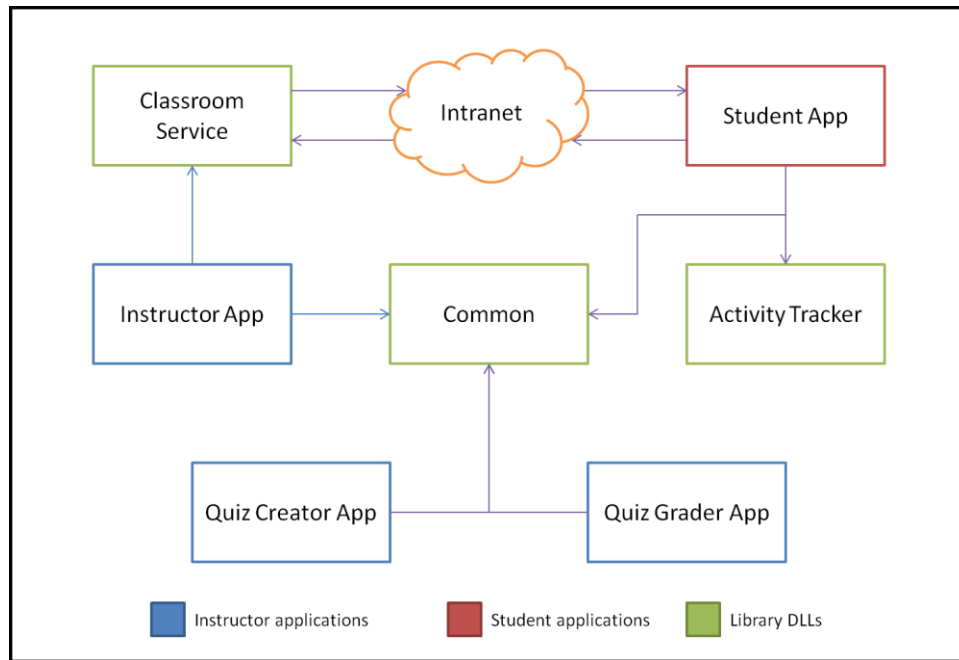 Classroom
Service
Intranet
Student App
Instructor App
Common
Activity Tracker
Quiz Creator App
Quiz Grader App
Instructor applications
Student applications
Library DLLs